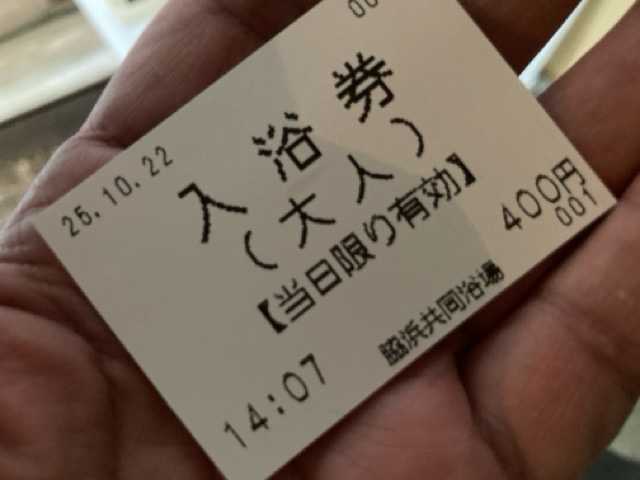 25.10.22
入浴券
(大人)
【当日限り有効】
400円
001
14:07
脇浜共同浴場